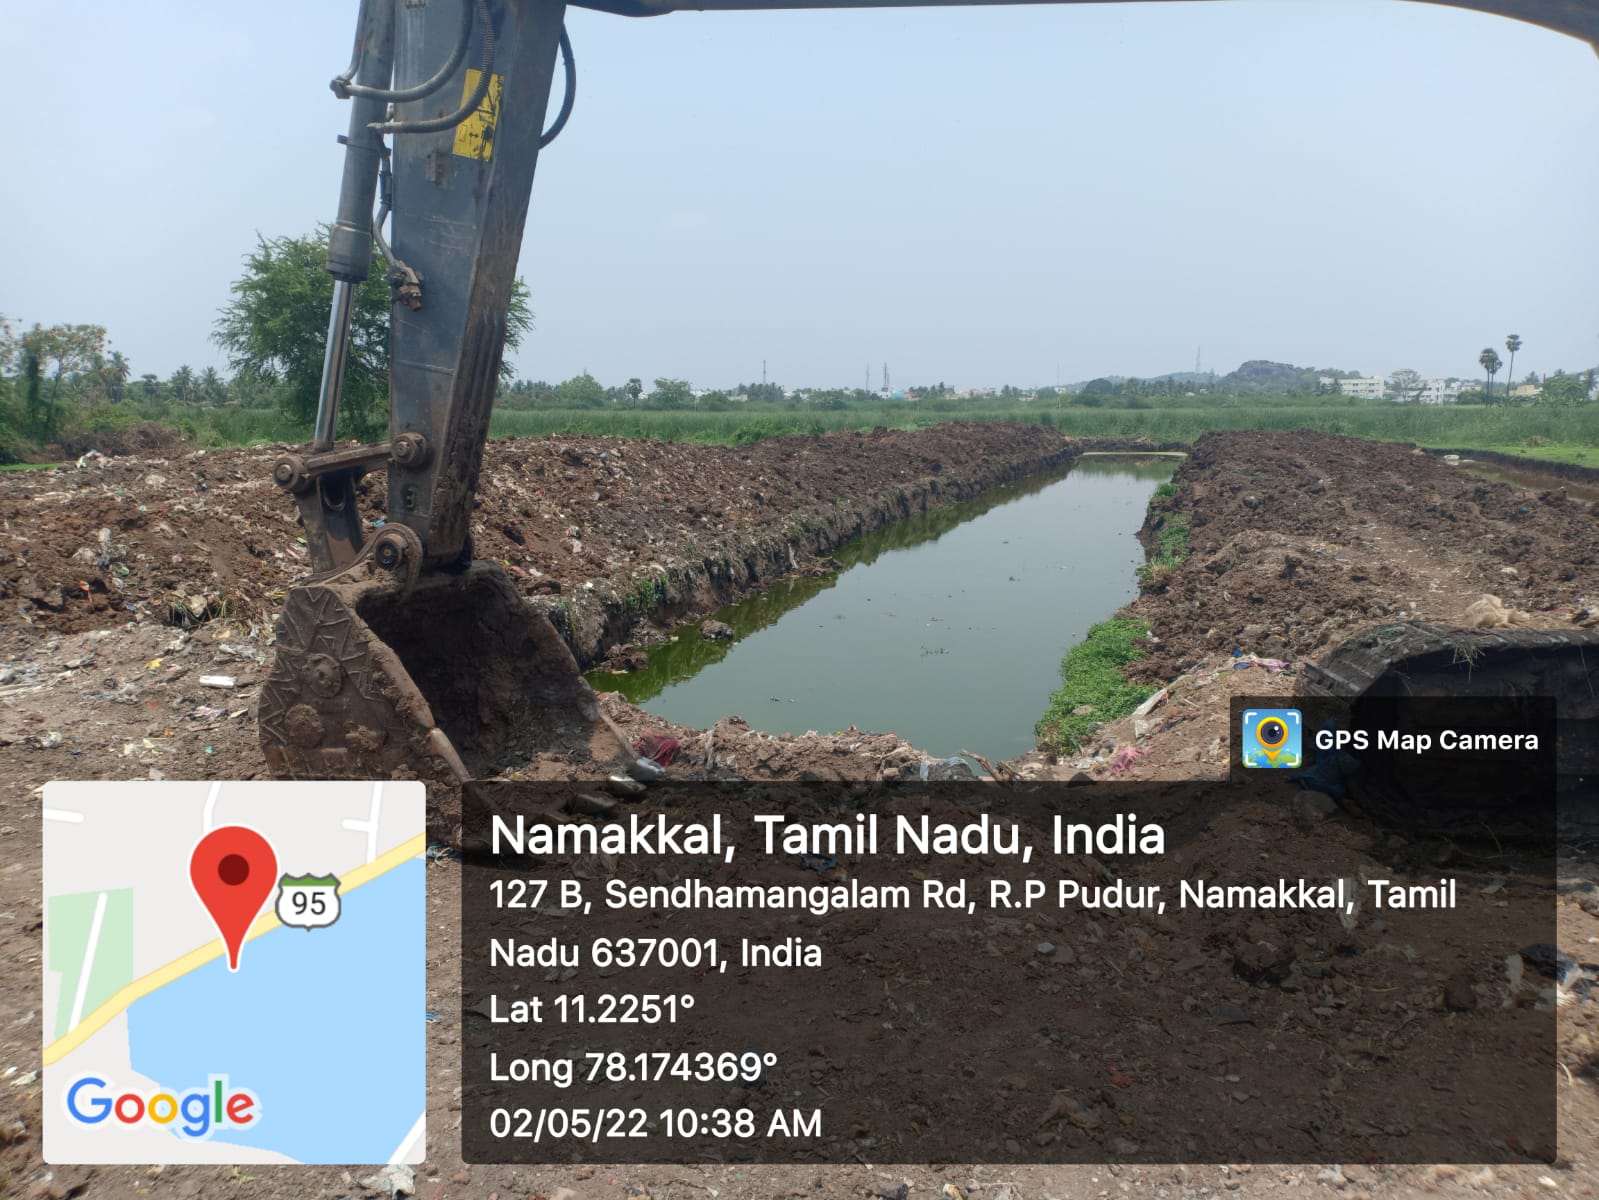 GPS Map Camera
Namakkal, Tamil Nadu, India
127 B, Sendhamangalam Rd, R.P Pudur, Namakkal, Tamil
Nadu 637001, India
Lat 11.2251°
Long 78.174369°
02/05/22 10:38 AM
95
Google